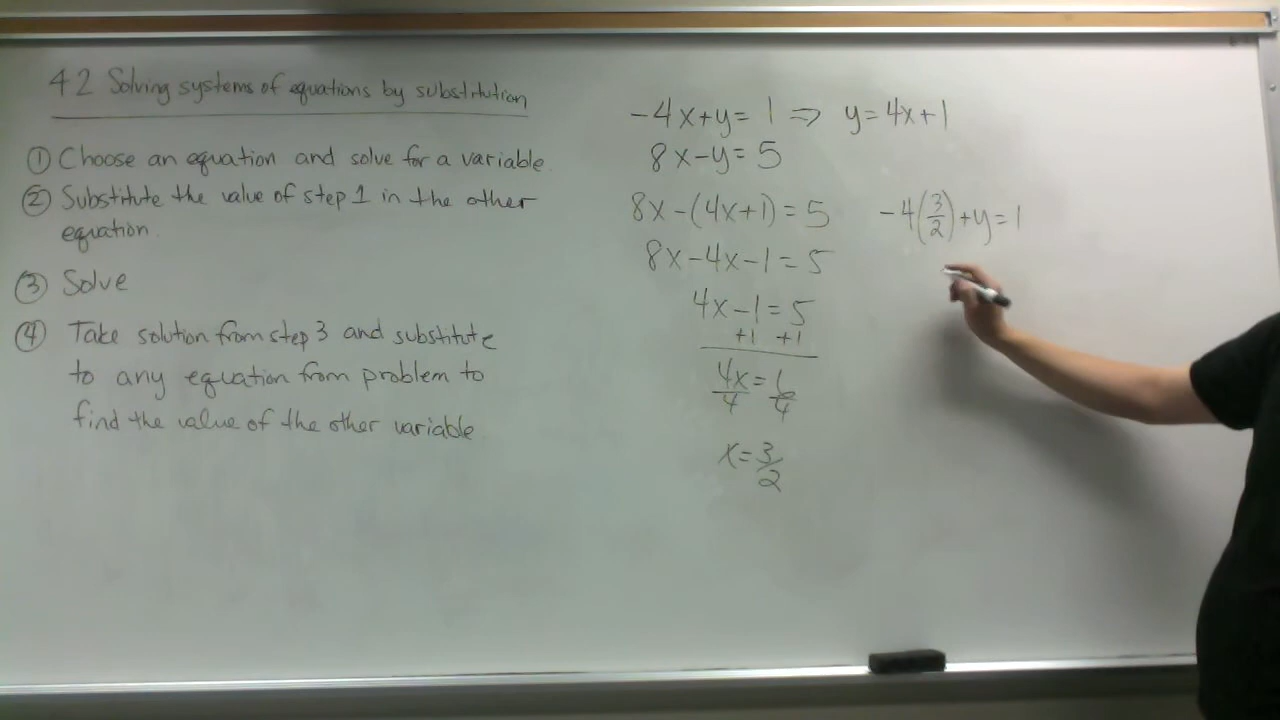 4.2 Solving systems of equations by substitution
① Choose an equation and solve for a variable.
② Substitute the value of step 1 in the other
equation.
③ Solve
④ Take solution from step 3 and substitute
to any equation from problem to
find the value of the other variable
-4x+y=1 ⇒ y=4x+1
8x-y=5
8x-(4x+1)=5
8x-4x-1=5
4x-1=5
+1 +1
4x/4=6/4
x=3/2
-4(3/2)+y=1